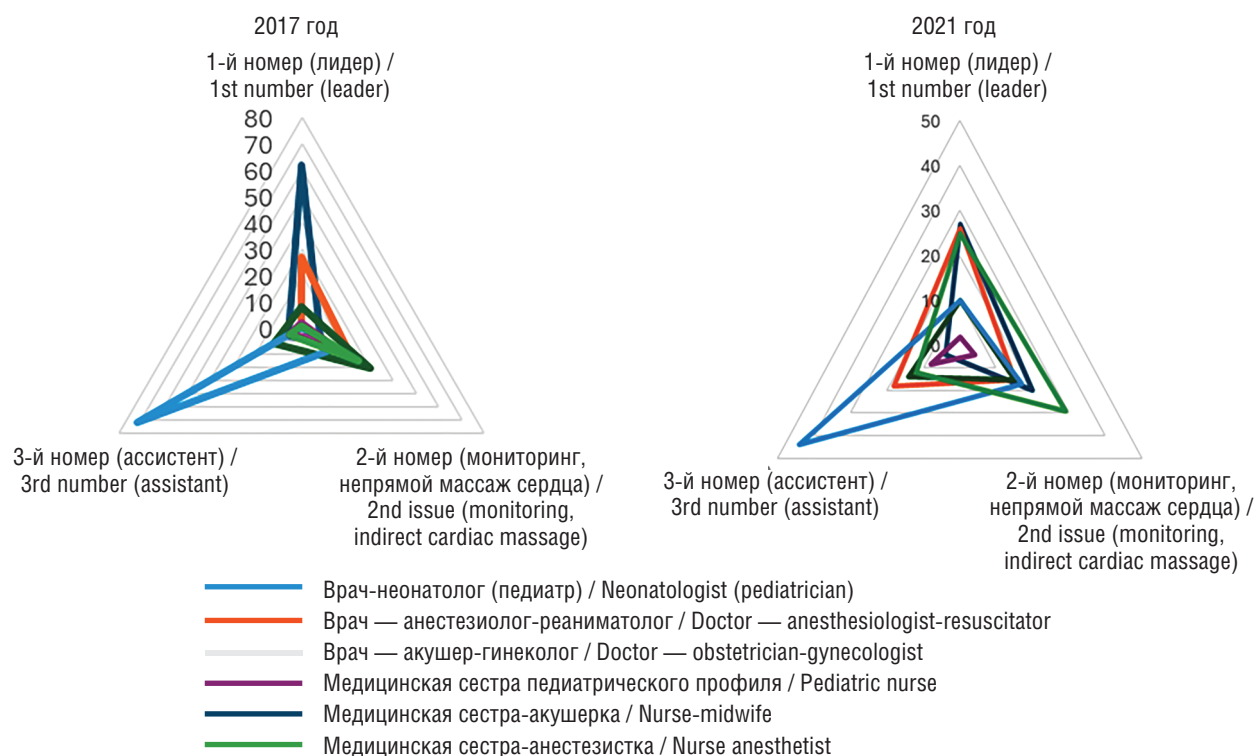 2017 год
1-й номер (лидер) /
1st number (leader)
80
70
60
50
40
30
20
10
0
3-й номер (ассистент) /
3rd number (assistant)
2-й номер (мониторинг,
непрямой массаж сердца) /
2nd issue (monitoring,
indirect cardiac massage)
2021 год
1-й номер (лидер) /
1st number (leader)
50
40
30
20
10
0
3-й номер (ассистент) /
3rd number (assistant)
2-й номер (мониторинг,
непрямой массаж сердца) /
2nd issue (monitoring,
indirect cardiac massage)
Врач-неонатолог (педиатр) / Neonatologist (pediatrician)
Врач — анестезиолог-реаниматолог / Doctor — anesthesiologist-resuscitator
Врач — акушер-гинеколог / Doctor — obstetrician-gynecologist
Медицинская сестра педиатрического профиля / Pediatric nurse
Медицинская сестра-акушерка / Nurse-midwife
Медицинская сестра-анестезистка / Nurse anesthetist